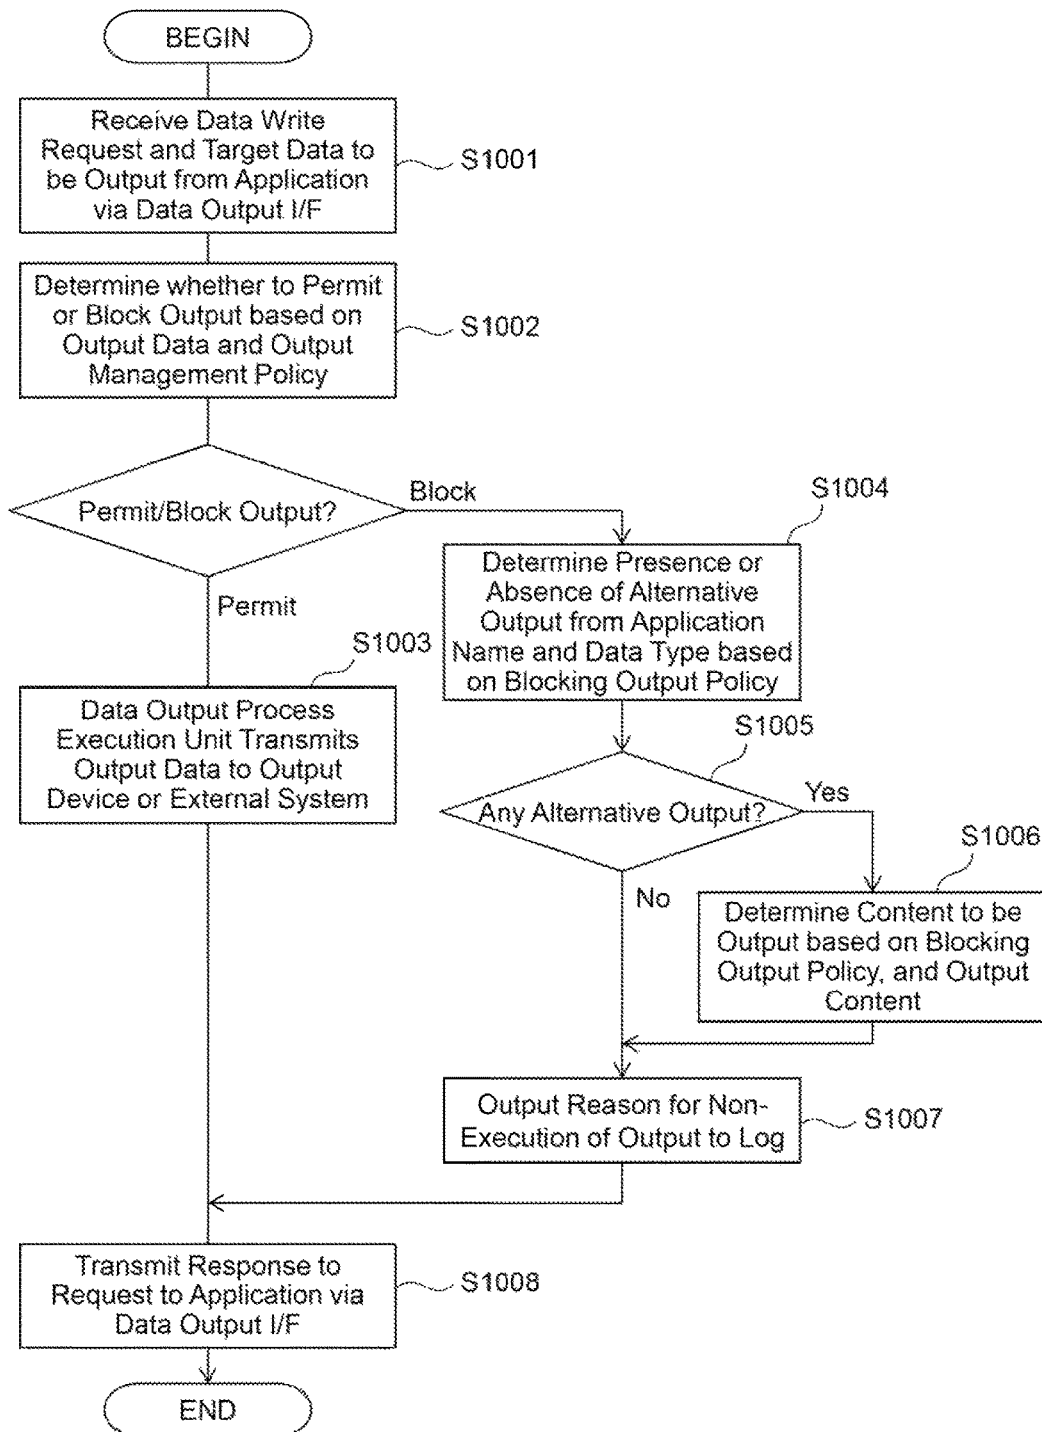 BEGIN
Receive Data Write
Request and Target Data to
be Output from Application
via Data Output I/F
S1001
Determine whether to Permit
or Block Output based on
Output Data and Output
Management Policy
S1002
Permit/Block Output?
Block
Permit
S1004
Determine Presence or
Absence of Alternative
Output from Application
Name and Data Type based
on Blocking Output Policy
S1003
Data Output Process
Execution Unit Transmits
Output Data to Output
Device or External System
S1005
Any Alternative Output?
Yes
No
S1006
Determine Content to be
Output based on Blocking
Output Policy, and Output
Content
Output Reason for Non-
Execution of Output to Log
S1007
Transmit Response to
Request to Application via
Data Output I/F
S1008
END